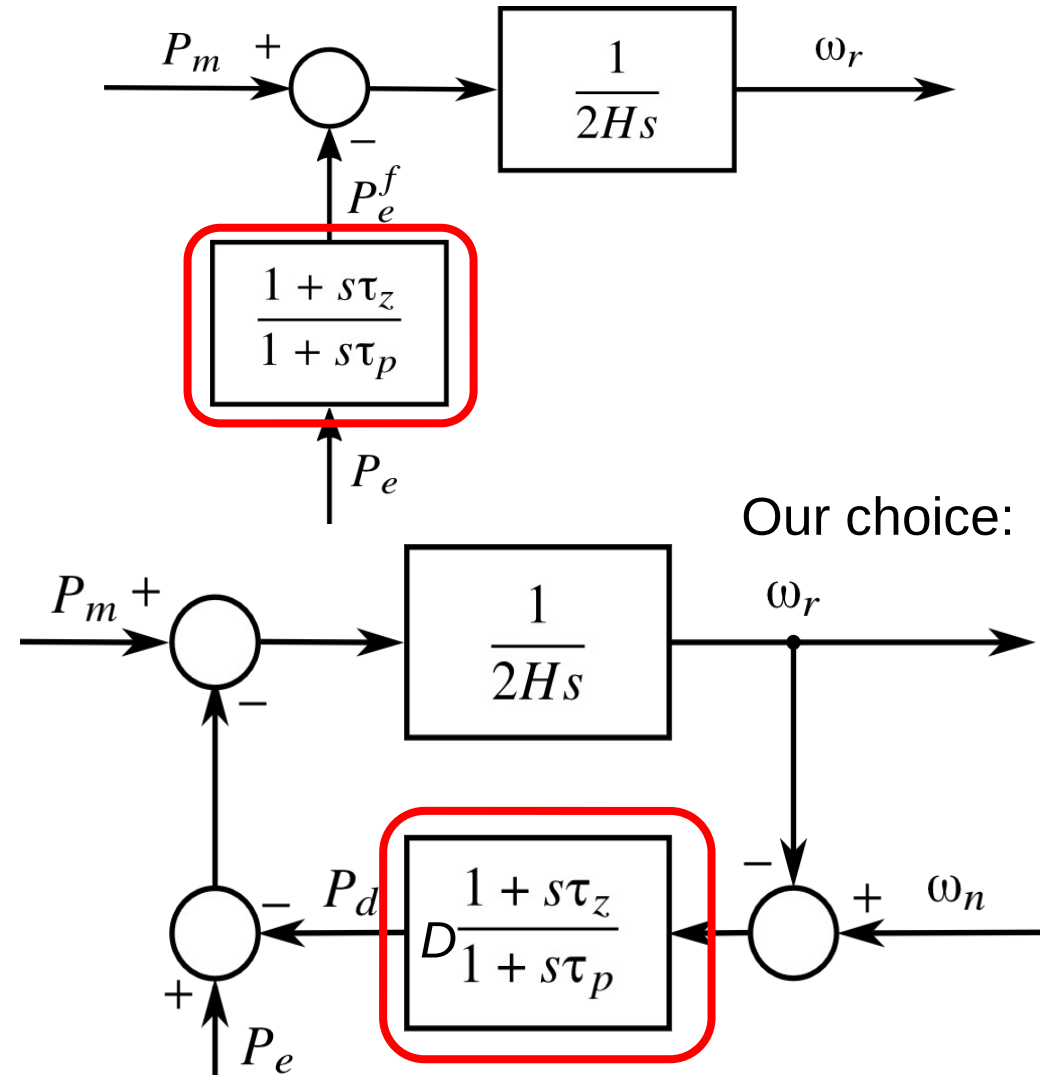 P_m + 1 ω_r
2Hs
−
P_e^f
1 + sτ_z
1 + sτ_p
P_e
Our choice:
P_m + 1 ω_r
2Hs
−
− P_d D 1 + sτ_z − + ω_n
1 + sτ_p
+ P_e